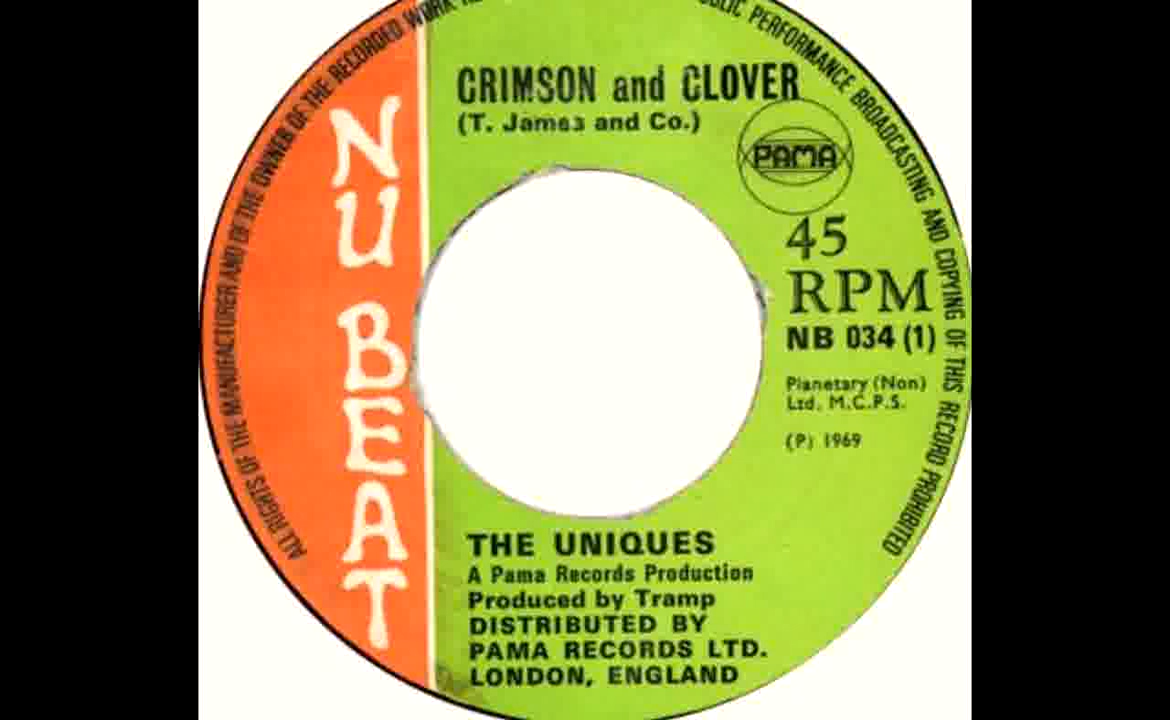 ALL RIGHTS OF THE MANUFACTURER AND OF THE OWNER OF THE RECORDED WORK
PUBLIC PERFORMANCE BROADCASTING AND COPYING OF THIS RECORD PROHIBITED
NU BEAT
CRIMSON and CLOVER
(T. James and Co.)
PAMA
45
RPM
NB 034 (1)
Planetary (Non)
Ltd. M.C.P.S.
(P) 1969
THE UNIQUES
A Pama Records Production
Produced by Tramp
DISTRIBUTED BY
PAMA RECORDS LTD.
LONDON, ENGLAND